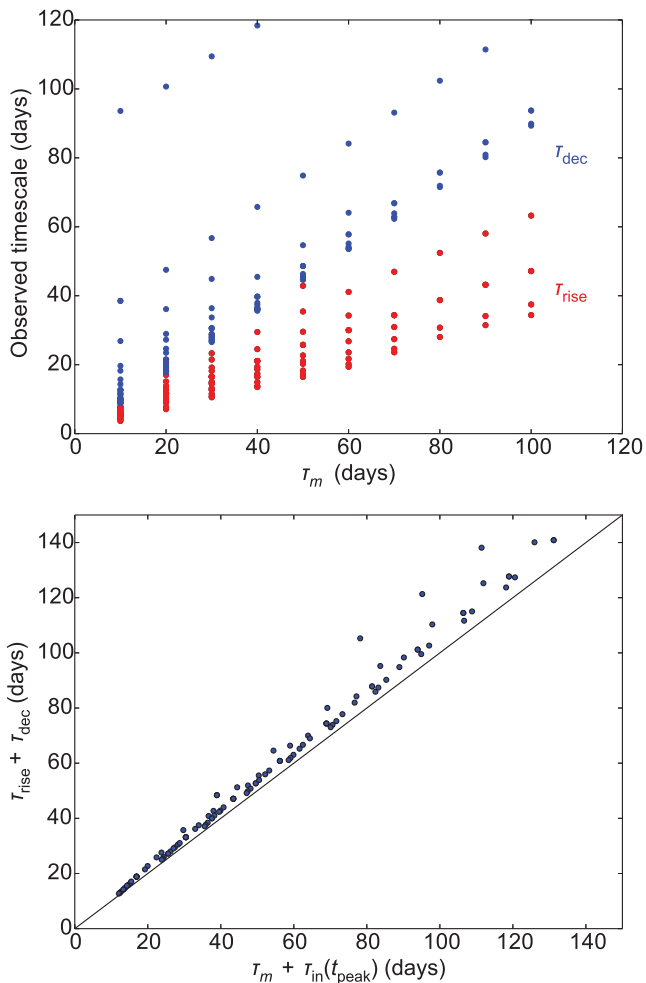 120
100
80
60
40
20
0
Observed timescale (days)
τdec
τrise
0 20 40 60 80 100 120
τm (days)
140
120
100
80
60
40
20
0
τrise + τdec (days)
0 20 40 60 80 100 120 140
τm + τin(tpeak) (days)